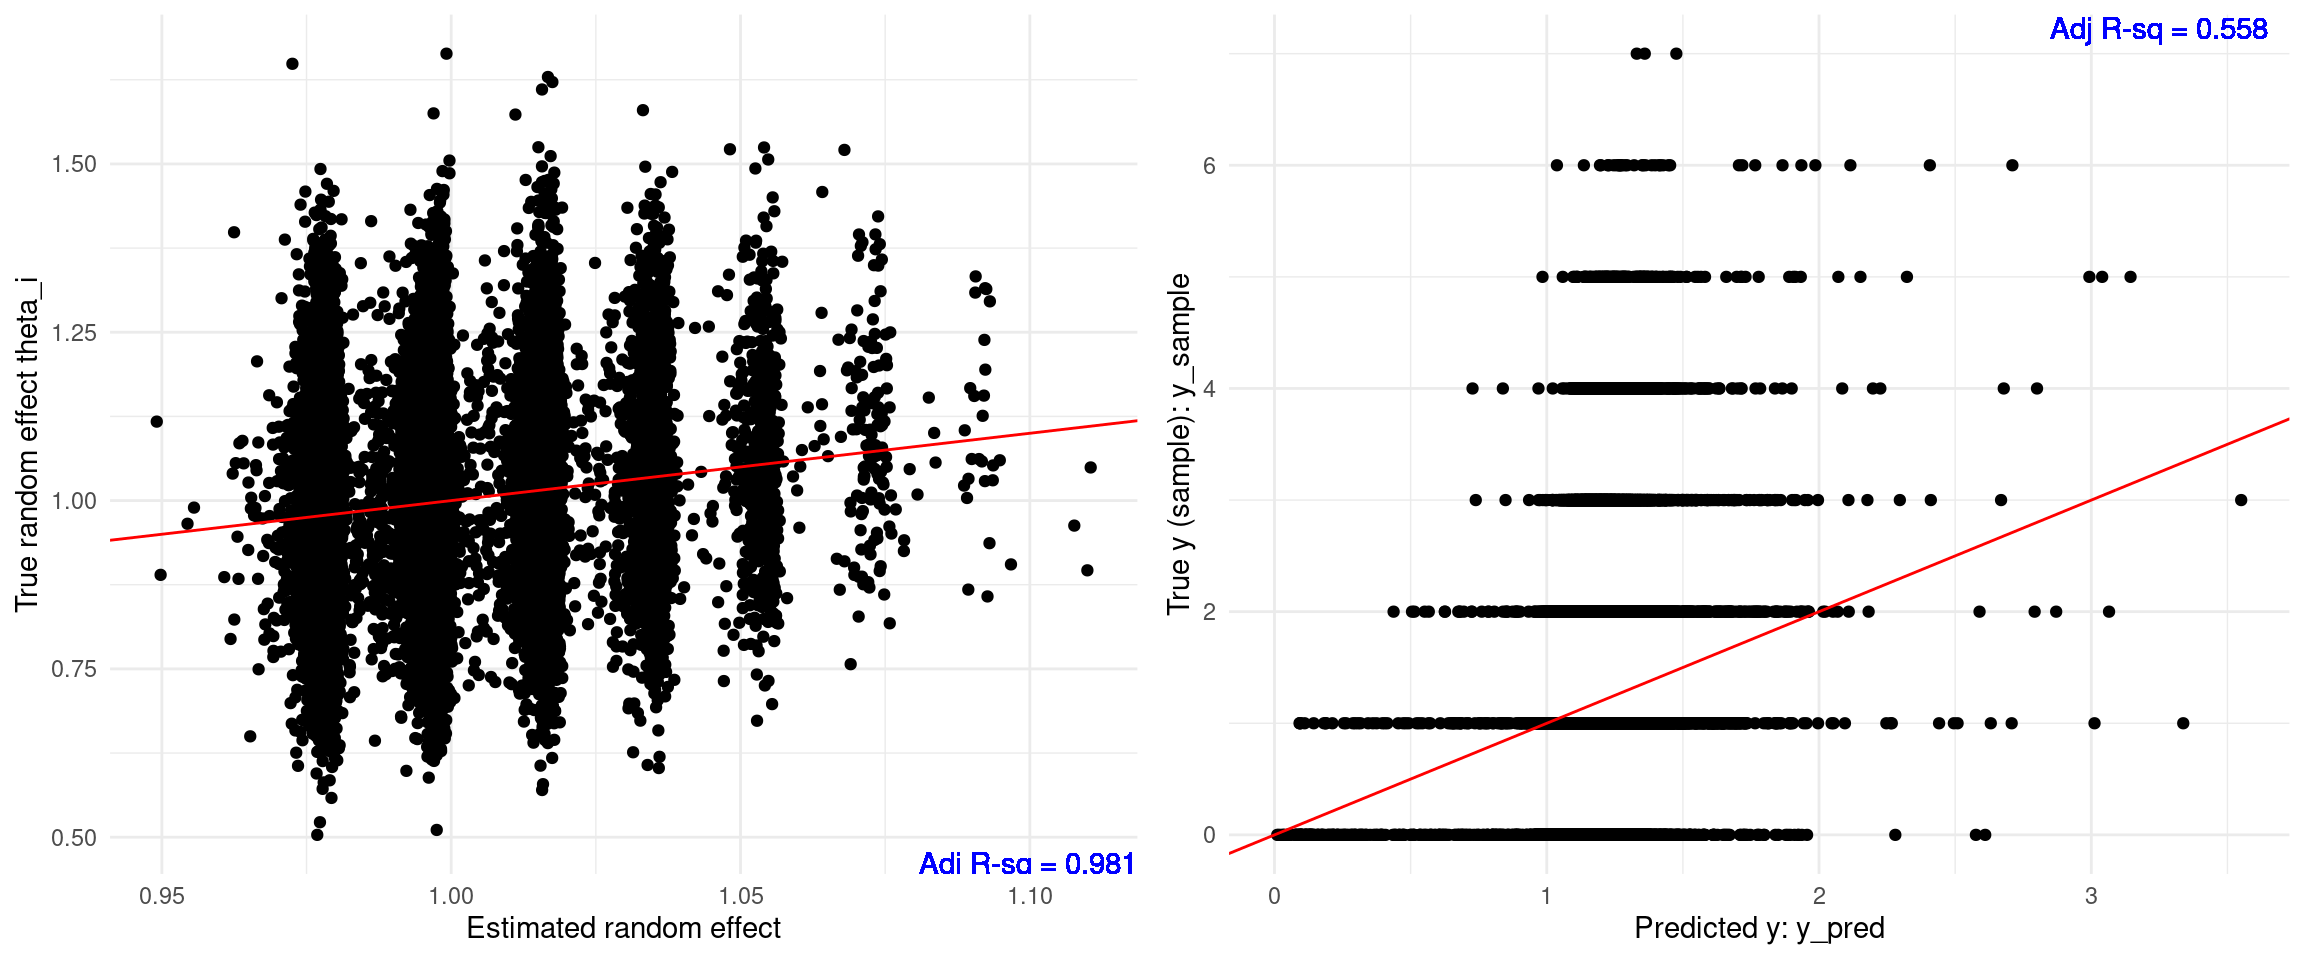 True random effect theta_i
1.50
1.25
1.00
0.75
0.50
Adj R-sq = 0.981
0.95 1.00 1.05 1.10
Estimated random effect
Adj R-sq = 0.558
True y (sample): y_sample
6
4
2
0
0 1 2 3
Predicted y: y_pred